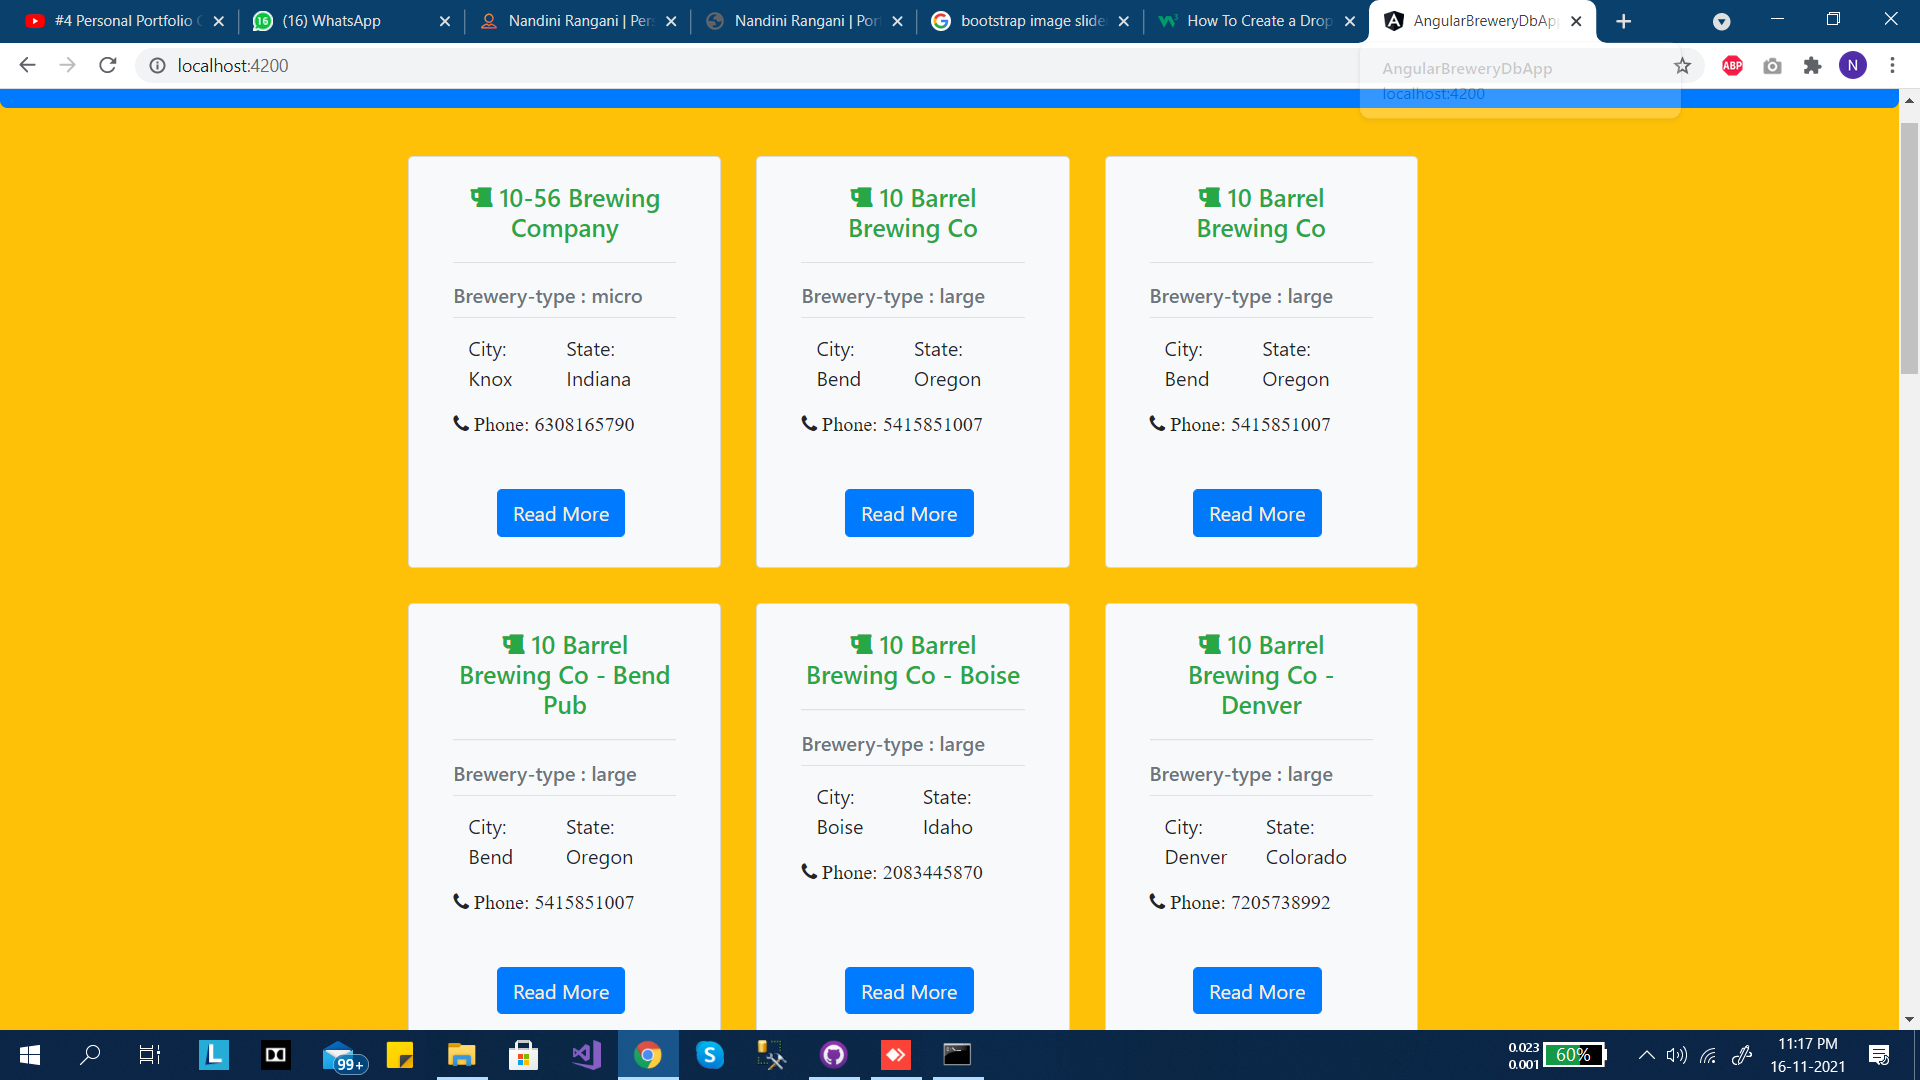 #4 Personal Portfolio
(16) WhatsApp
Nandini Rangani | Per
Nandini Rangani | Por
bootstrap image slide
How To Create a Drop
AngularBreweryDbAp
localhost:4200
ABP
N
AngularBreweryDbApp
localhost:4200
10-56 Brewing
Company
Brewery-type : micro
City:
Knox
State:
Indiana
Phone: 6308165790
Read More
10 Barrel
Brewing Co
Brewery-type : large
City:
Bend
State:
Oregon
Phone: 5415851007
Read More
10 Barrel
Brewing Co
Brewery-type : large
City:
Bend
State:
Oregon
Phone: 5415851007
Read More
10 Barrel
Brewing Co - Bend
Pub
Brewery-type : large
City:
Bend
State:
Oregon
Phone: 5415851007
Read More
10 Barrel
Brewing Co - Boise
Brewery-type : large
City:
Boise
State:
Idaho
Phone: 2083445870
Read More
10 Barrel
Brewing Co -
Denver
Brewery-type : large
City:
Denver
State:
Colorado
Phone: 7205738992
Read More
L
99+
S
0.023
0.001
60%
11:17 PM
16-11-2021